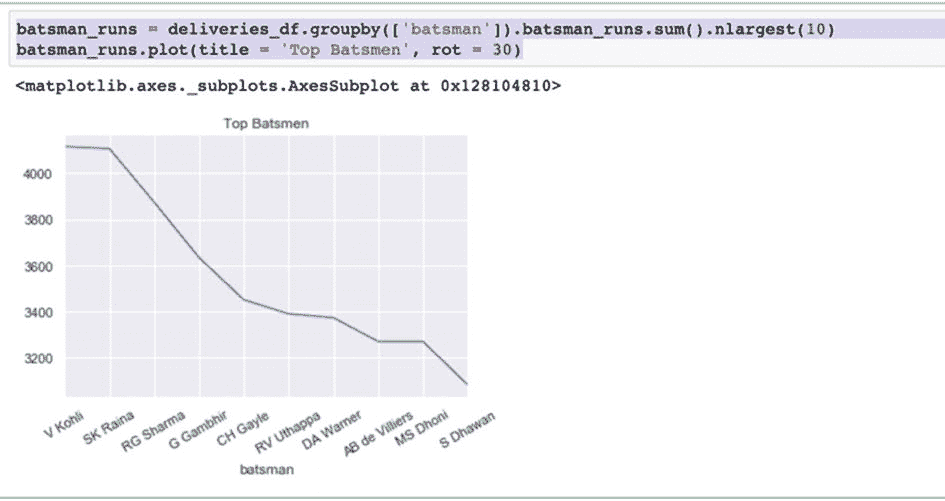 batsman_runs = deliveries_df.groupby(['batsman']).batsman_runs.sum().nlargest(10)
batsman_runs.plot(title = 'Top Batsmen', rot = 30)
<matplotlib.axes._subplots.AxesSubplot at 0x128104810>
Top Batsmen
4000
3800
3600
3400
3200
V Kohli
SK Raina
RG Sharma
G Gambhir
CH Gayle
RV Uthappa
DA Warner
AB de Villiers
MS Dhoni
S Dhawan
batsman